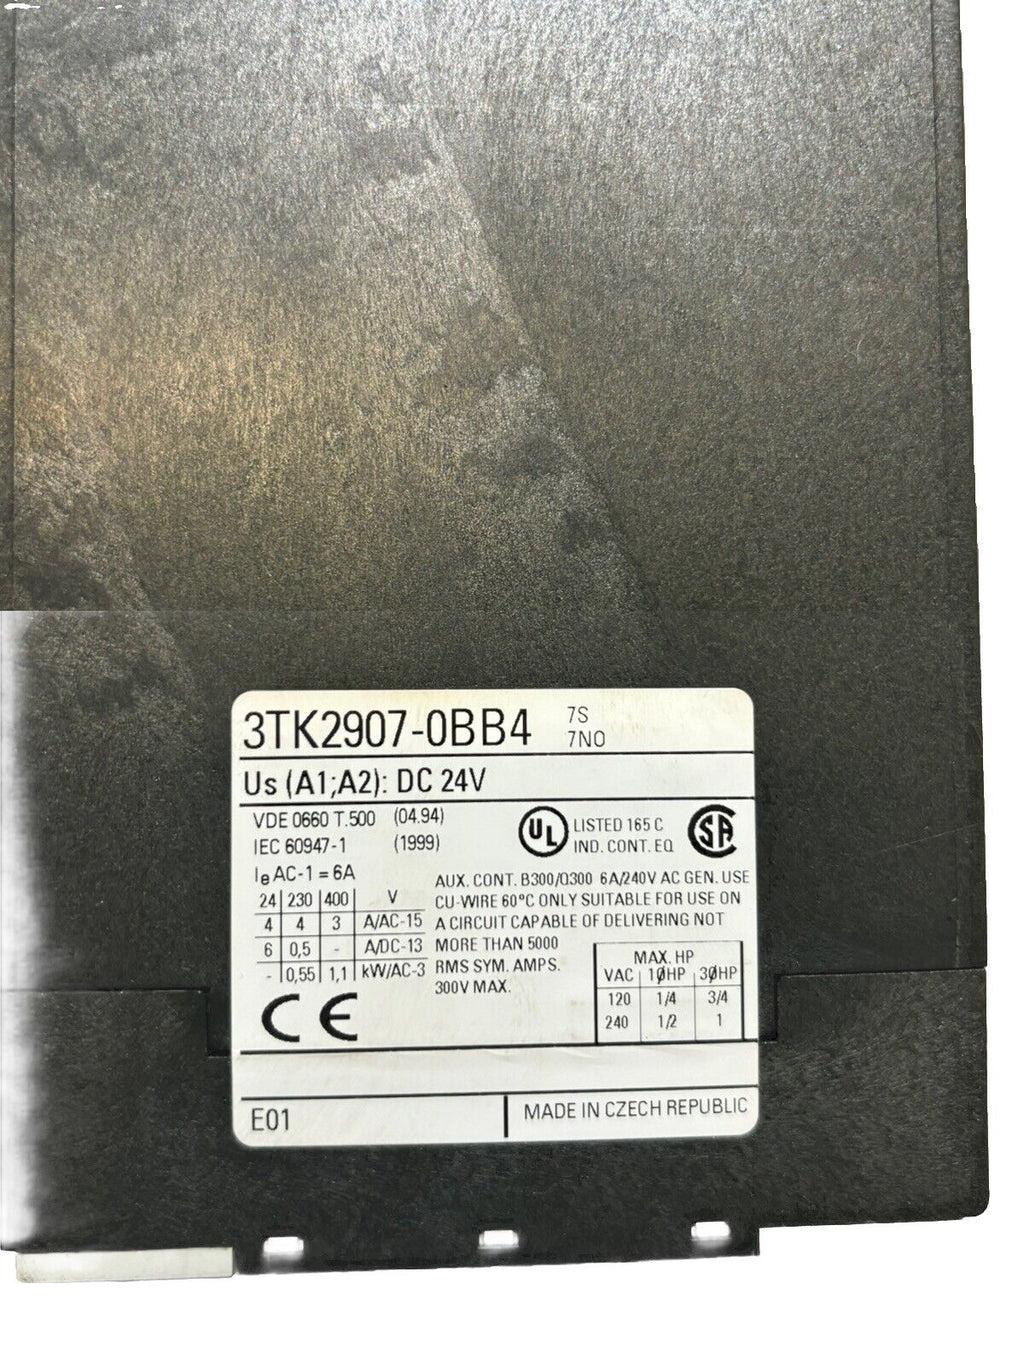 3TK2907-0BB4 7S
7NO
Us (A1;A2): DC 24V
VDE 0660 T.500 (04.94)
IEC 60947-1 (1999)
Ie AC-1 = 6A
24 230 400 V
4 4 3 A/AC-15
6 0,5 - A/DC-13
- 0,55 1,1 kW/AC-3
CE
UL LISTED 165 C
IND. CONT. EQ
SA
AUX. CONT. B300/Q300 6A/240V AC GEN. USE
CU-WIRE 60°C ONLY SUITABLE FOR USE ON
A CIRCUIT CAPABLE OF DELIVERING NOT
MORE THAN 5000
RMS SYM. AMPS.
300V MAX.
MAX. HP
VAC 1ØHP 3ØHP
120 1/4 3/4
240 1/2 1
E01
MADE IN CZECH REPUBLIC